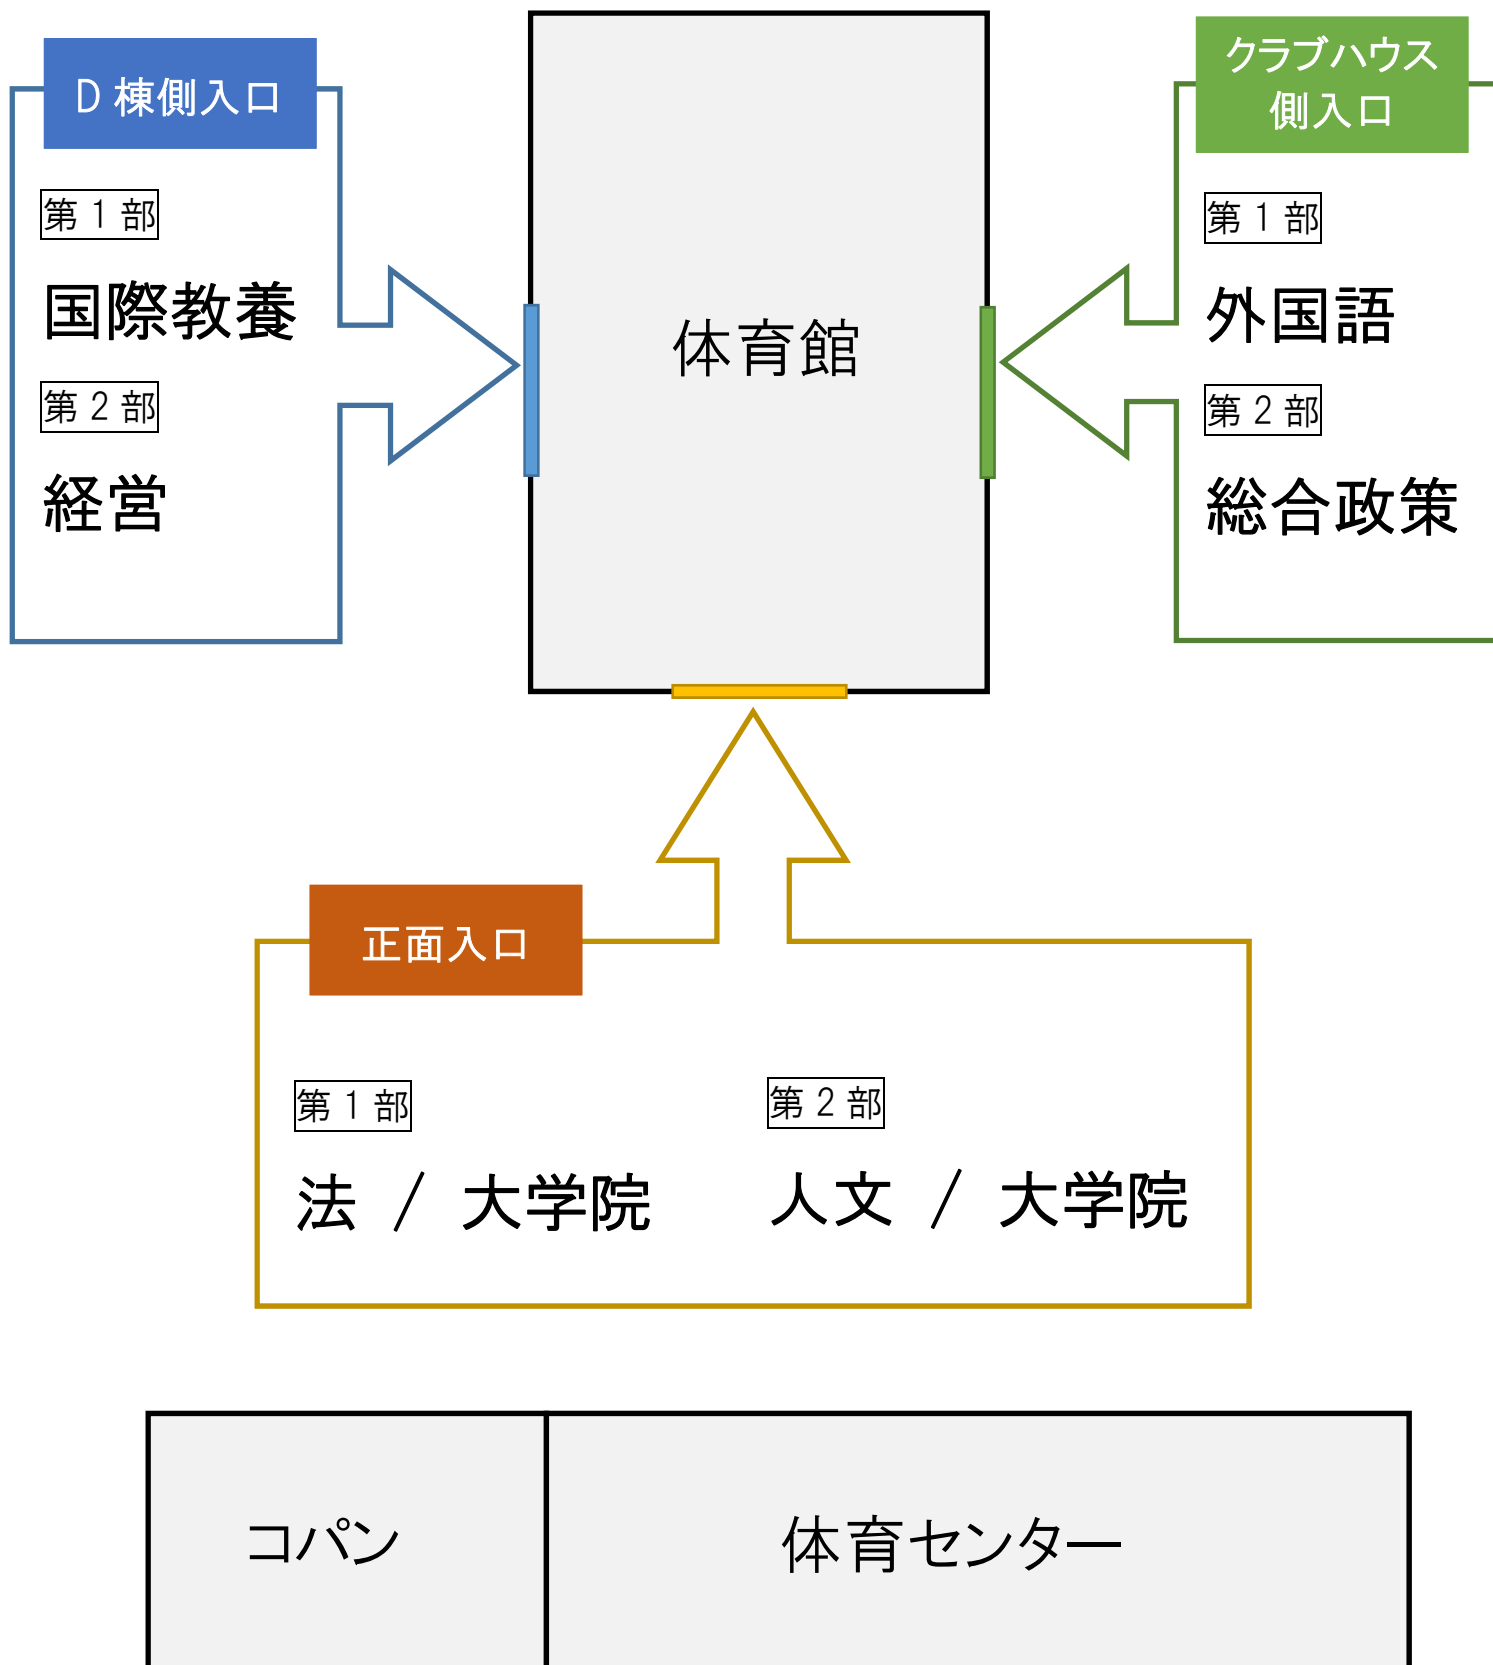 D棟側入口
第1部
国際教養
第2部
経営
体育館
クラブハウス
側入口
第1部
外国語
第2部
総合政策
正面入口
第1部
法 / 大学院
第2部
人文 / 大学院
コパン
体育センター